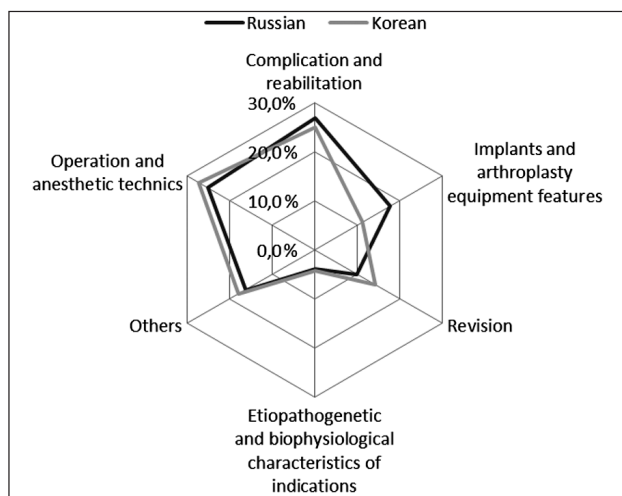 Russian Korean
Complication and
reabilitation
30,0%
20,0%
10,0%
0,0%
Implants and
arthroplasty
equipment features
Revision
Etiopathogenetic
and biophysiological
characteristics of
indications
Others
Operation and
anesthetic technics